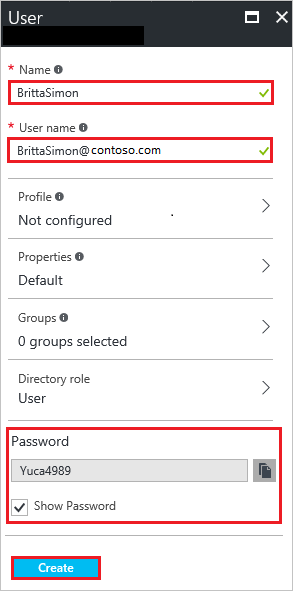 User
* Name
BrittaSimon
* User name
BrittaSimon@contoso.com
Profile
Not configured
Properties
Default
Groups
0 groups selected
Directory role
User
Password
Yuca4989
Show Password
Create